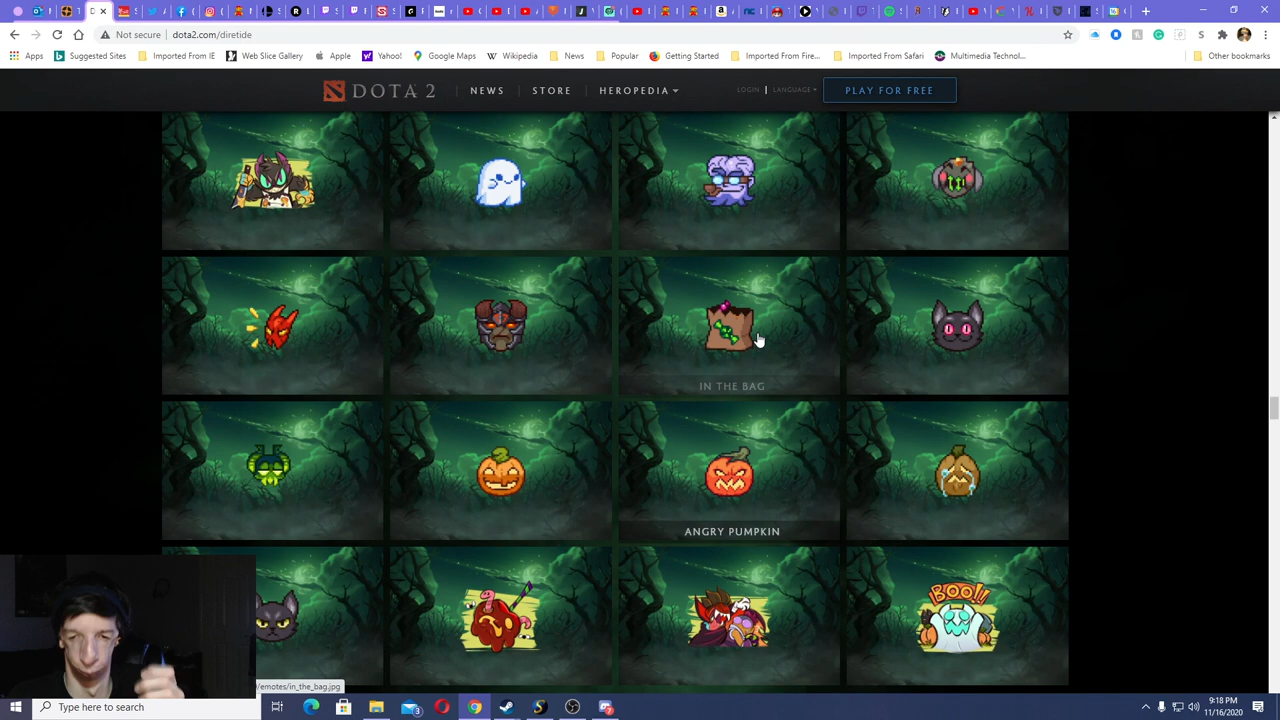 Not secure | dota2.com/diretide
Apps
Suggested Sites
Imported From IE
Web Slice Gallery
Apple
Yahoo!
Google Maps
Wikipedia
News
Popular
Getting Started
Imported From Fire...
Imported From Safari
Multimedia Technol...
Other bookmarks
DOTA 2
NEWS
STORE
HEROPEDIA
LOGIN
LANGUAGE
PLAY FOR FREE
IN THE BAG
ANGRY PUMPKIN
BOO!!
/emotes/in_the_bag.jpg
Type here to search
9:18 PM
11/16/2020